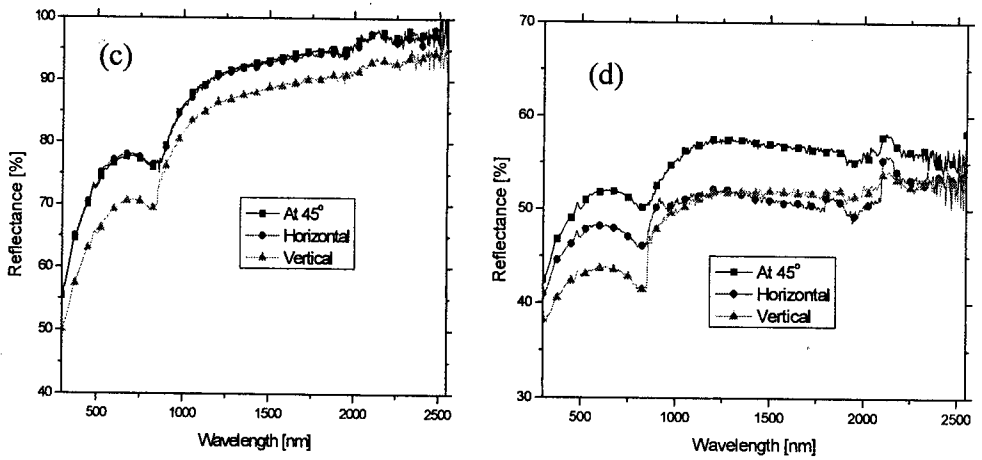 (c)
100
90
80
70
60
50
40
Reflectance [%]
At 45°
Horizontal
Vertical
500
1000
1500
2000
2500
Wavelength [nm]
(d)
70
60
50
40
30
Reflectance [%]
At 45°
Horizontal
Vertical
500
1000
1500
2000
2500
Wavelength [nm]